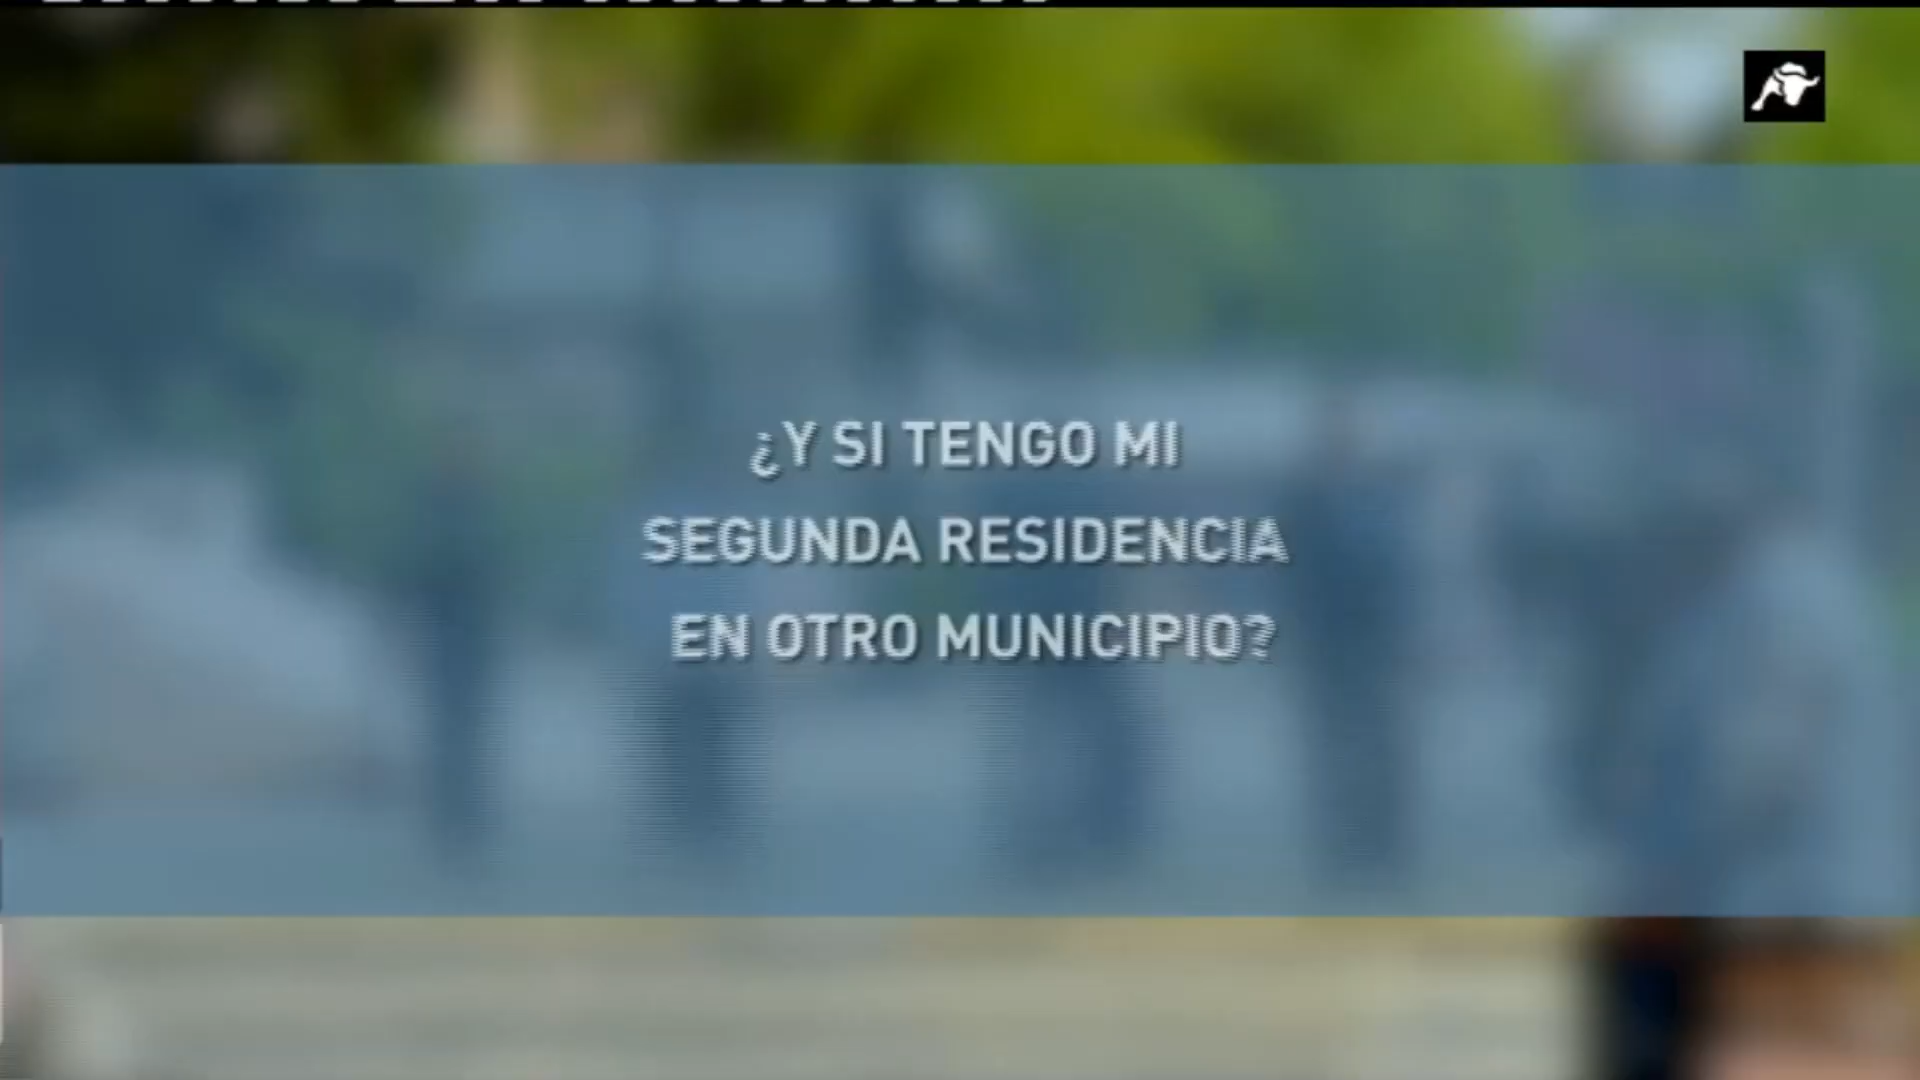 ¿Y SI TENGO MI
SEGUNDA RESIDENCIA
EN OTRO MUNICIPIO?